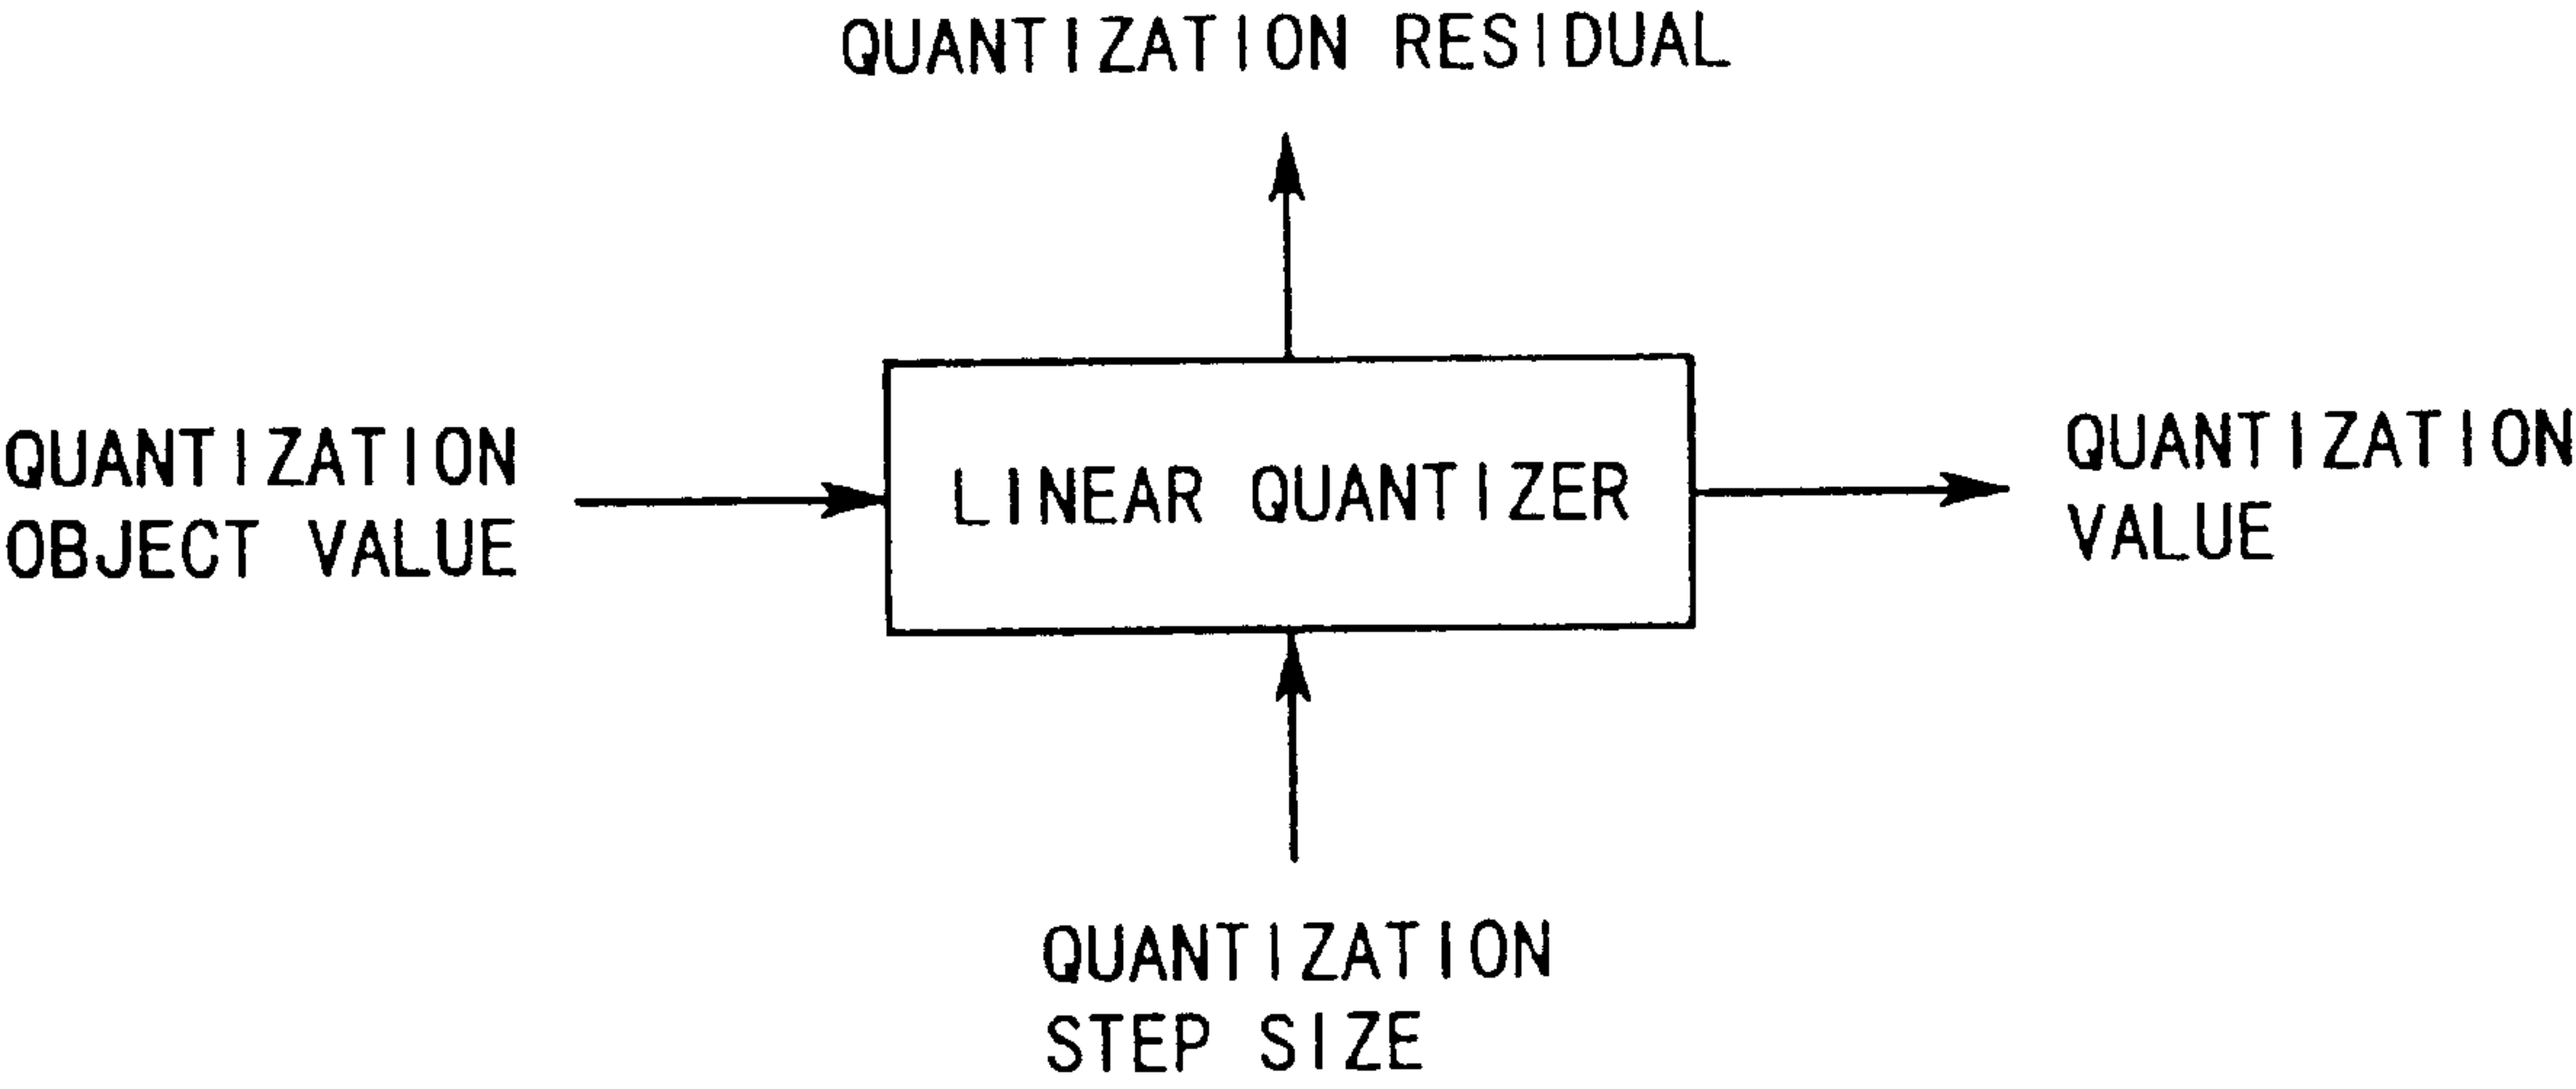 QUANTIZATION RESIDUAL
QUANTIZATION
OBJECT VALUE
LINEAR QUANTIZER
QUANTIZATION
VALUE
QUANTIZATION
STEP SIZE